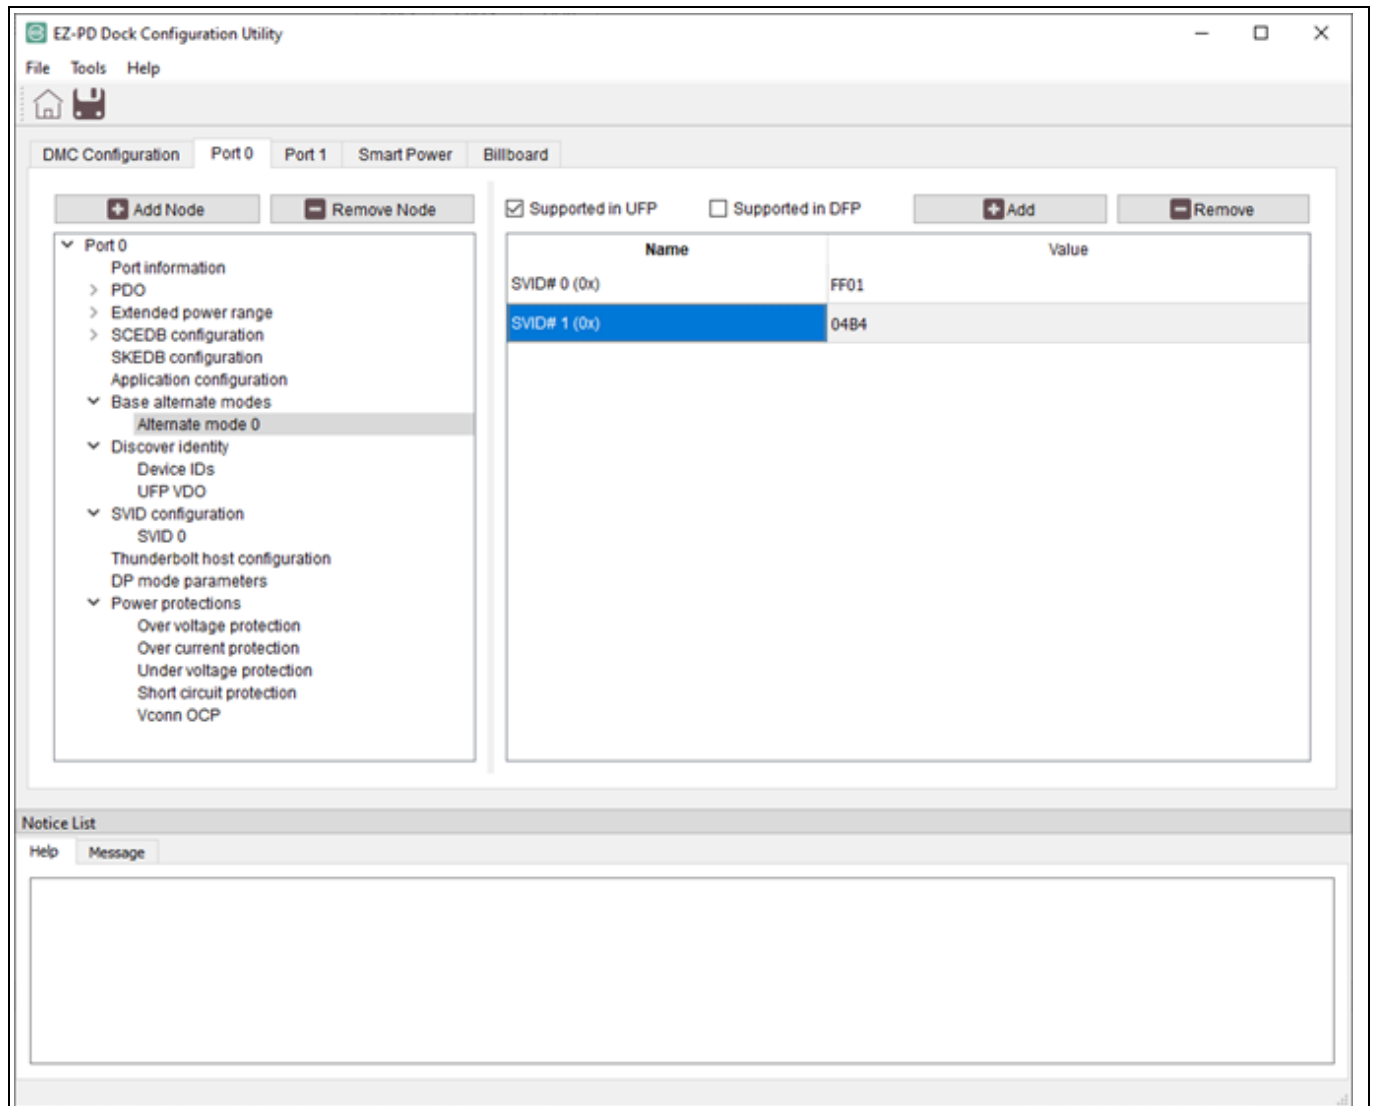 EZ-PD Dock Configuration Utility
File Tools Help
DMC Configuration Port 0 Port 1 Smart Power Billboard
Add Node Remove Node Supported in UFP Supported in DFP Add Remove
Port 0
Port information
PDO
Extended power range
SCEDB configuration
SKEDB configuration
Application configuration
Base alternate modes
Alternate mode 0
Discover identity
Device IDs
UFP VDO
SVID configuration
SVID 0
Thunderbolt host configuration
DP mode parameters
Power protections
Over voltage protection
Over current protection
Under voltage protection
Short circuit protection
Vconn OCP
Name Value
SVID# 0 (0x) FF01
SVID# 1 (0x) 04B4
Notice List
Help Message